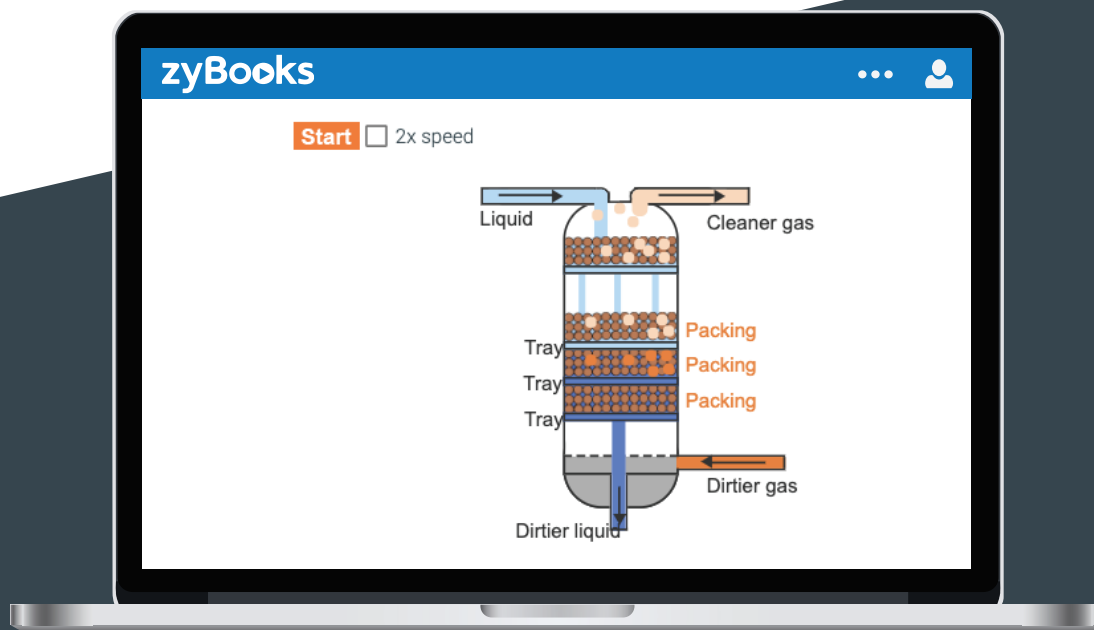 zyBooks
Start 2x speed
Liquid
Cleaner gas
Packing
Tray
Packing
Tray
Packing
Tray
Dirtier gas
Dirtier liquid